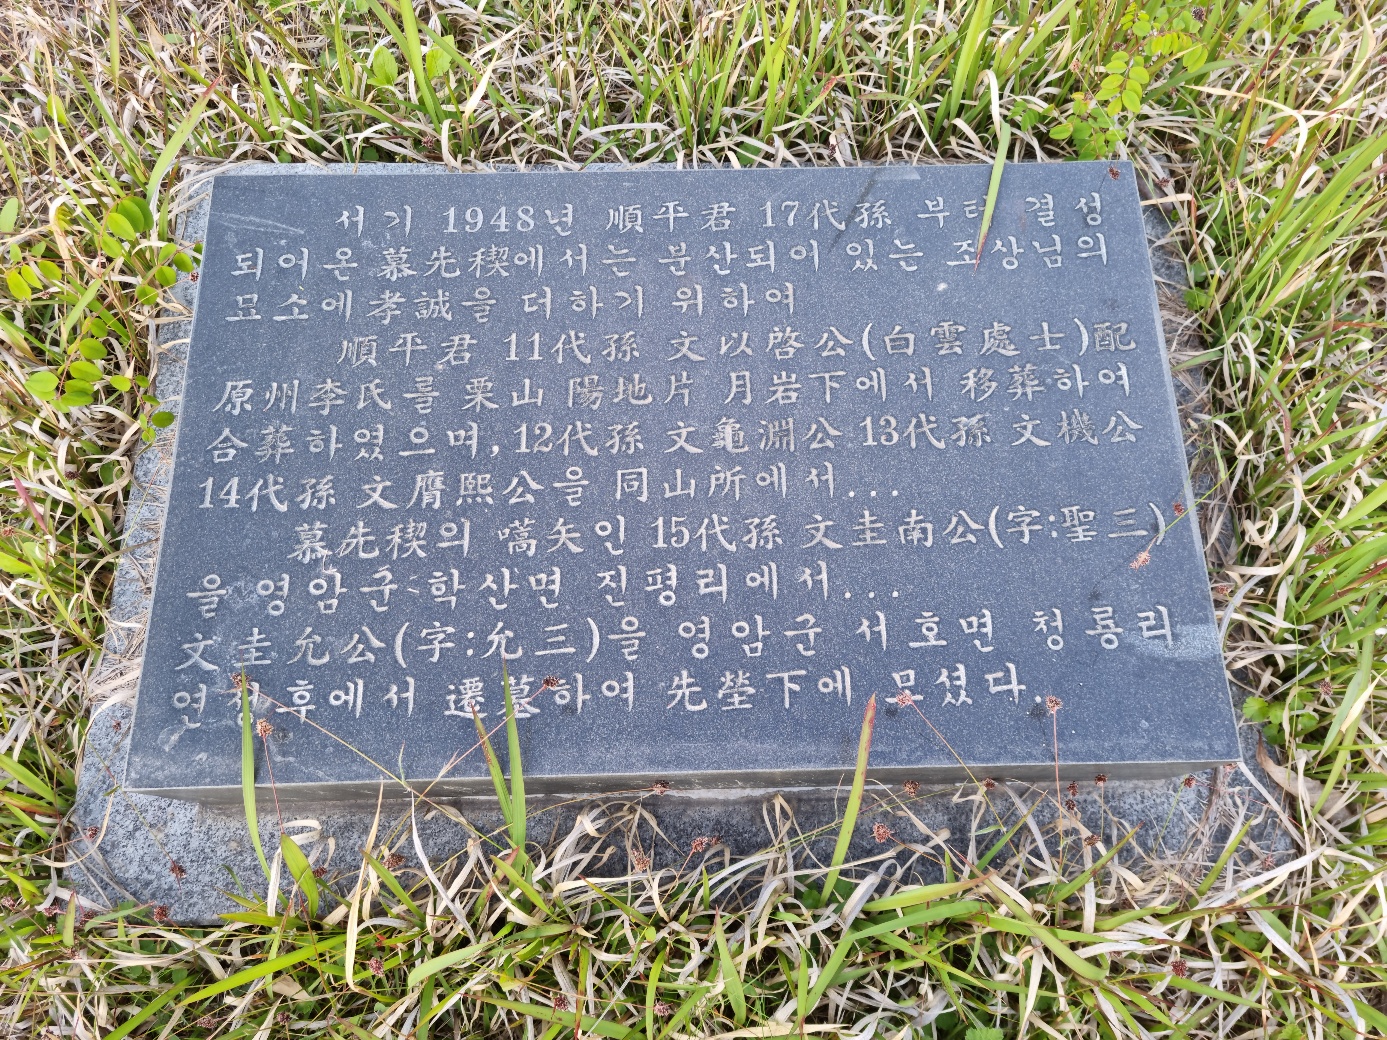 서기 1948년 順平君 17代孫 부터 결성
되어온 慕先稧에서는 분산되어 있는 조상님의
묘소에 孝誠을 더하기 위하여
順平君 11代孫 文以啓公(白雲處士)配
原州李氏를 栗山 陽地片 月岩下에서 移葬하여
合葬하였으며, 12代孫 文龜淵公 13代孫 文機公
14代孫 文膺熙公을 同山所에서...
慕先稧의 嚆矢인 15代孫 文圭南公(字:聖三)
을 영암군 학산면 진평리에서...
文圭允公(字:允三)을 영암군 서호면 청룡리
후에서 遷墓하여 先塋下에 모셨다.